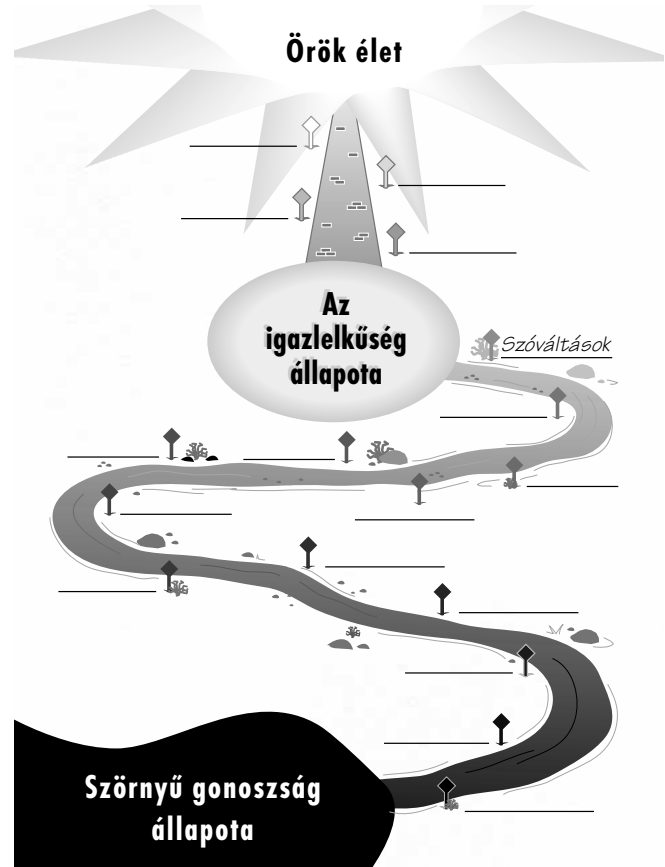 Örök élet
Az
igazlelkűség
állapota
Szóváltások
Szörnyű gonoszság
állapota